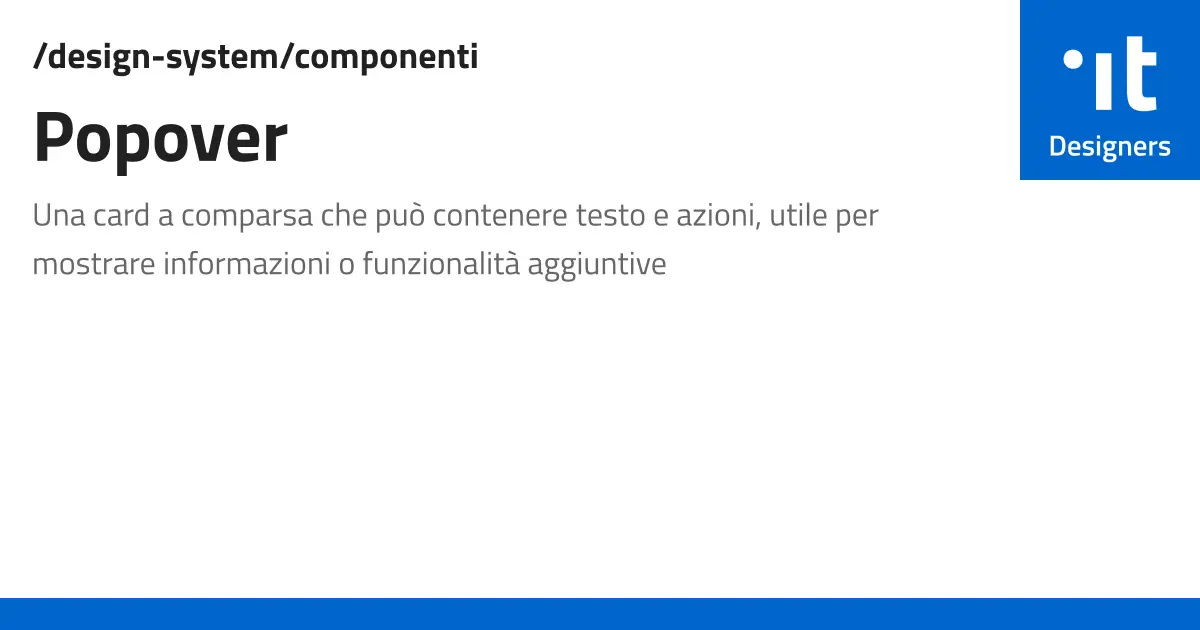 /design-system/componenti
Popover
Una card a comparsa che può contenere testo e azioni, utile per
mostrare informazioni o funzionalità aggiuntive
·it
Designers